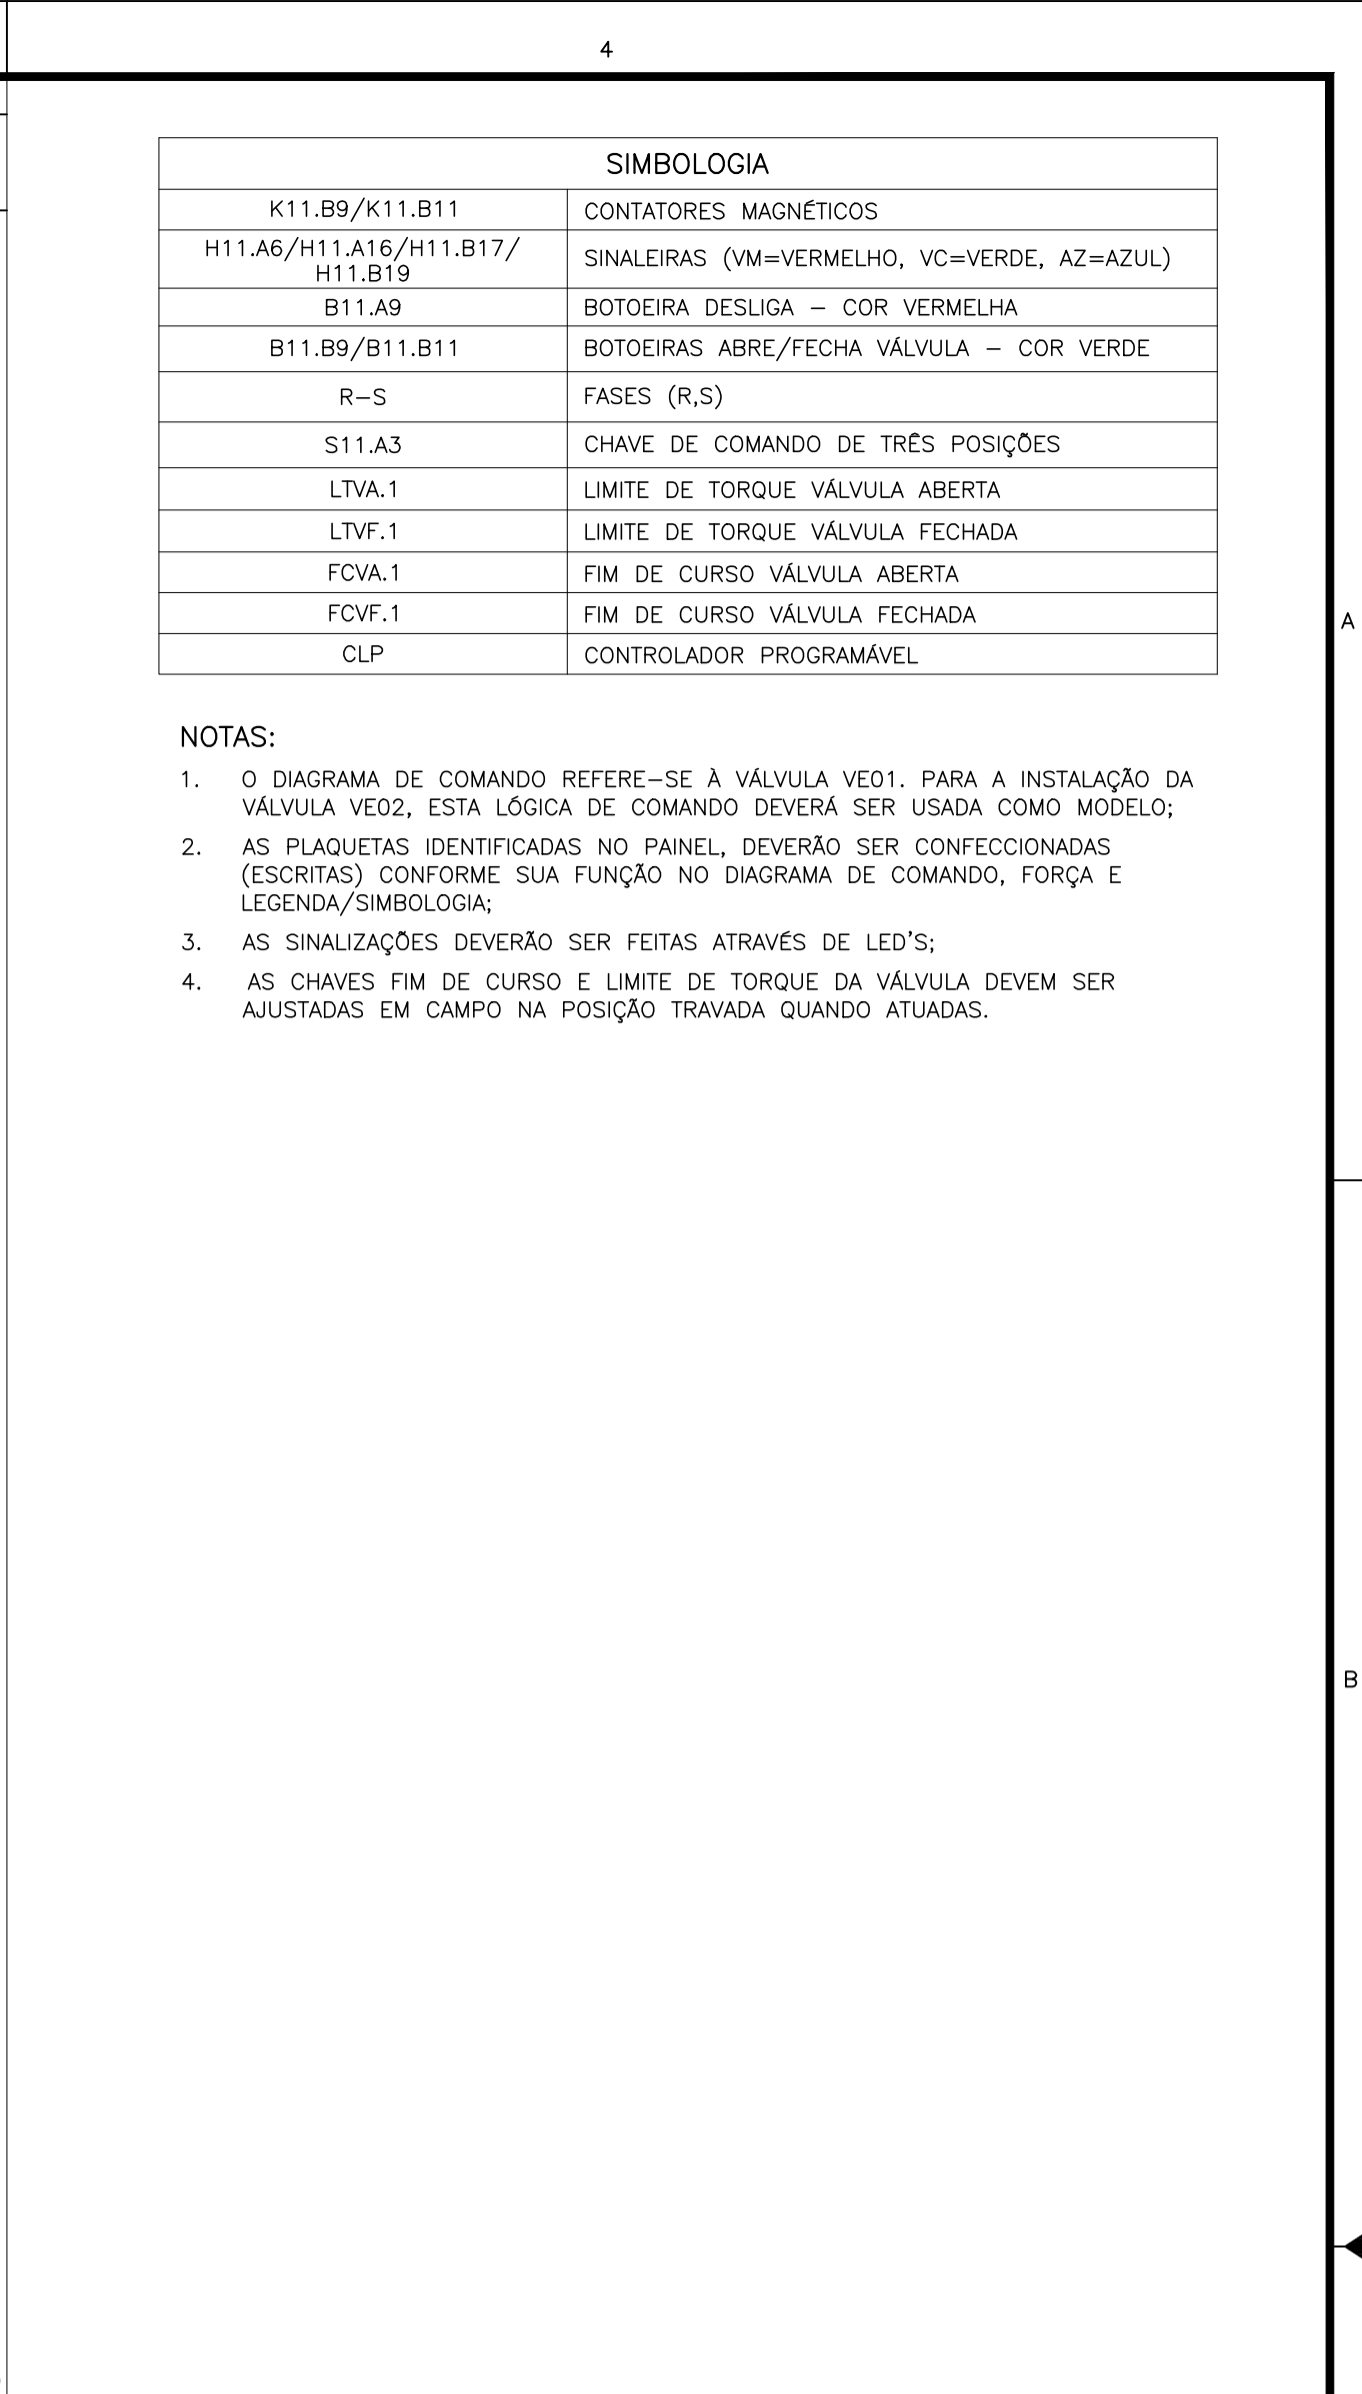 4
SIMBOLOGIA
K11.B9/K11.B11 CONTATORES MAGNÉTICOS
H11.A6/H11.A16/H11.B17/
H11.B19
SINALEIRAS (VM=VERMELHO, VC=VERDE, AZ=AZUL)
B11.A9 BOTOEIRA DESLIGA – COR VERMELHA
B11.B9/B11.B11 BOTOEIRAS ABRE/FECHA VÁLVULA – COR VERDE
R–S FASES (R,S)
S11.A3 CHAVE DE COMANDO DE TRÊS POSIÇÕES
LTVA.1 LIMITE DE TORQUE VÁLVULA ABERTA
LTVF.1 LIMITE DE TORQUE VÁLVULA FECHADA
FCVA.1 FIM DE CURSO VÁLVULA ABERTA
FCVF.1 FIM DE CURSO VÁLVULA FECHADA
CLP CONTROLADOR PROGRAMÁVEL
A
NOTAS:
1. O DIAGRAMA DE COMANDO REFERE–SE À VÁLVULA VE01. PARA A INSTALAÇÃO DA
VÁLVULA VE02, ESTA LÓGICA DE COMANDO DEVERÁ SER USADA COMO MODELO;
2. AS PLAQUETAS IDENTIFICADAS NO PAINEL, DEVERÃO SER CONFECCIONADAS
(ESCRITAS) CONFORME SUA FUNÇÃO NO DIAGRAMA DE COMANDO, FORÇA E
LEGENDA/SIMBOLOGIA;
3. AS SINALIZAÇÕES DEVERÃO SER FEITAS ATRAVÉS DE LED'S;
4. AS CHAVES FIM DE CURSO E LIMITE DE TORQUE DA VÁLVULA DEVEM SER
AJUSTADAS EM CAMPO NA POSIÇÃO TRAVADA QUANDO ATUADAS.
B